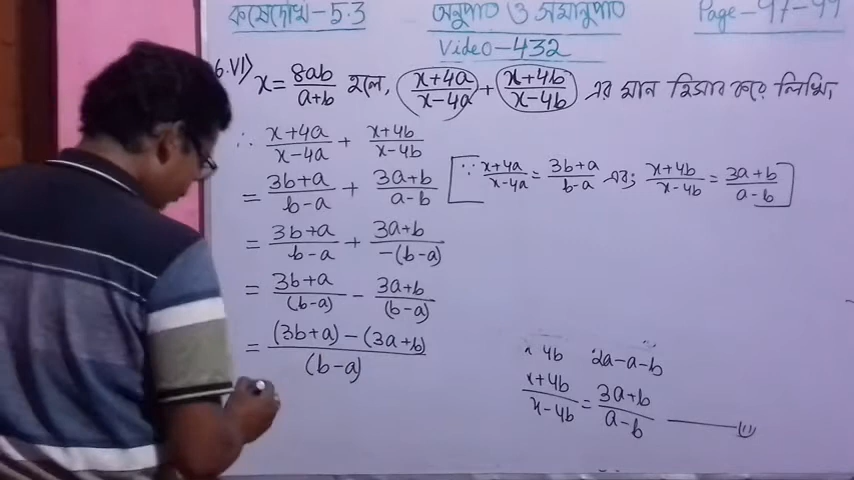 কষে দেখি - 5.3 অনুপাত ও সমানুপাত Page - 97-99
Video - 432
6.VI) x = 8ab/a+b হলে, x+4a/x-4a + x+4b/x-4b এর মান হিসাব করে লিখি,
∴ x+4a/x-4a + x+4b/x-4b
= 3b+a/b-a + 3a+b/a-b [∵ x+4a/x-4a = 3b+a/b-a এবং x+4b/x-4b = 3a+b/a-b]
= 3b+a/b-a + 3a+b/-(b-a)
= 3b+a/(b-a) - 3a+b/(b-a)
= (3b+a) - (3a+b)/(b-a)
4b 2a-a-b
x+4b/x-4b = 3a+b/a-b —— (II)